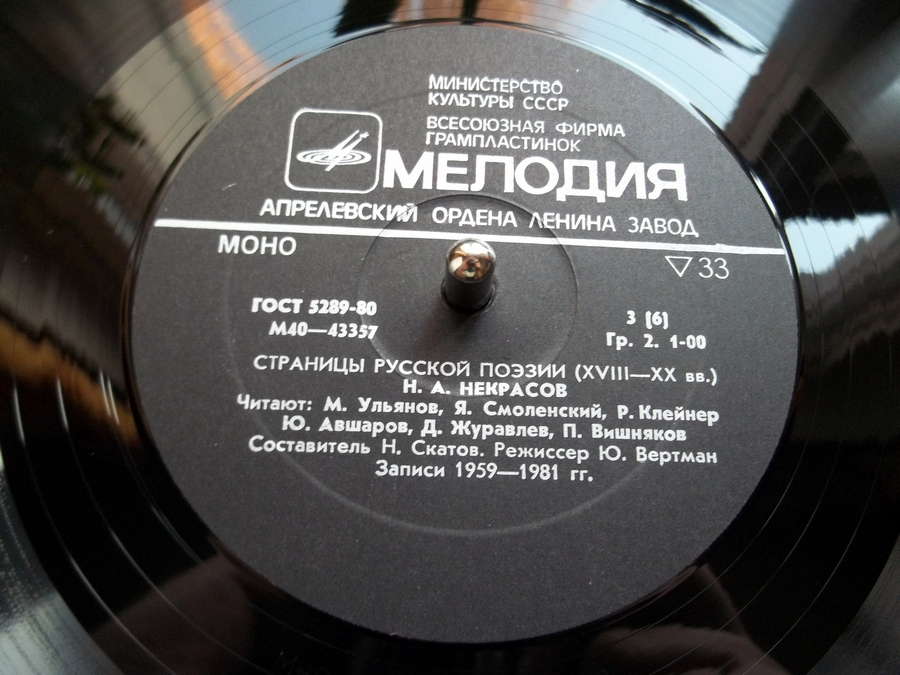 МИНИСТЕРСТВО
КУЛЬТУРЫ СССР
ВСЕСОЮЗНАЯ ФИРМА
ГРАМПЛАСТИНОК
МЕЛОДИЯ
АПРЕЛЕВСКИЙ ОРДЕНА ЛЕНИНА ЗАВОД
МОНО
▽33
ГОСТ 5289-80
М40—43357
3 (6)
Гр. 2. 1-00
СТРАНИЦЫ РУССКОЙ ПОЭЗИИ (XVIII—XX вв.)
Н. А. НЕКРАСОВ
Читают: М. Ульянов, Я. Смоленский, Р. Клейнер
Ю. Авшаров, Д. Журавлев, П. Вишняков
Составитель Н. Скатов. Режиссер Ю. Вертман
Записи 1959—1981 гг.